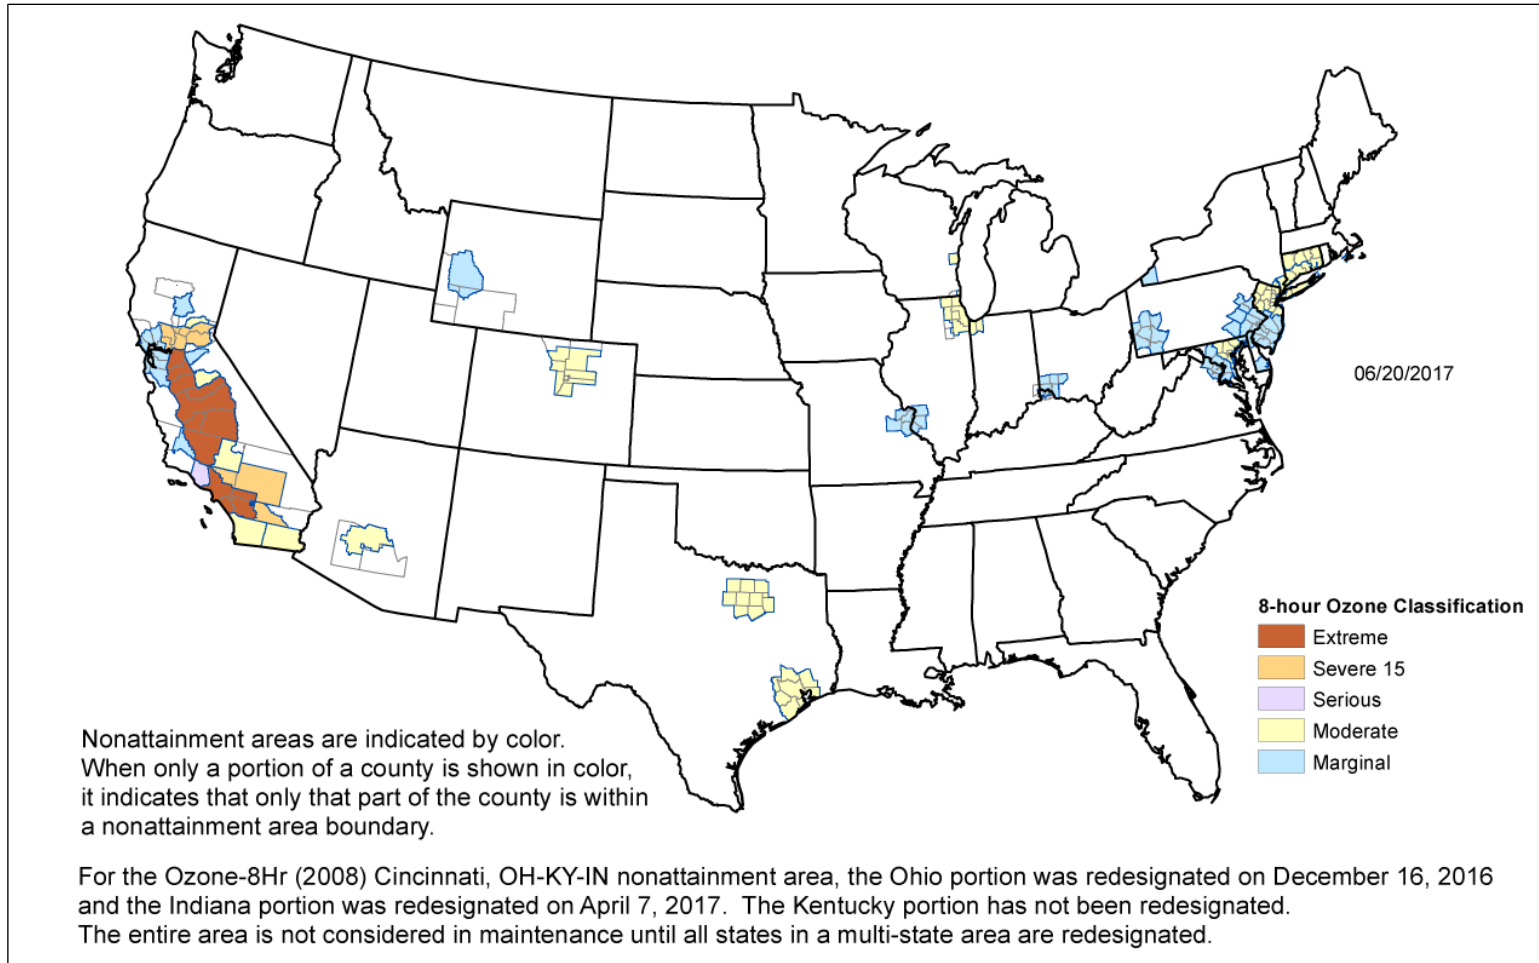 06/20/2017
8-hour Ozone Classification
Extreme
Severe 15
Serious
Moderate
Marginal
Nonattainment areas are indicated by color.
When only a portion of a county is shown in color,
it indicates that only that part of the county is within
a nonattainment area boundary.
For the Ozone-8Hr (2008) Cincinnati, OH-KY-IN nonattainment area, the Ohio portion was redesignated on December 16, 2016
and the Indiana portion was redesignated on April 7, 2017.  The Kentucky portion has not been redesignated.
The entire area is not considered in maintenance until all states in a multi-state area are redesignated.